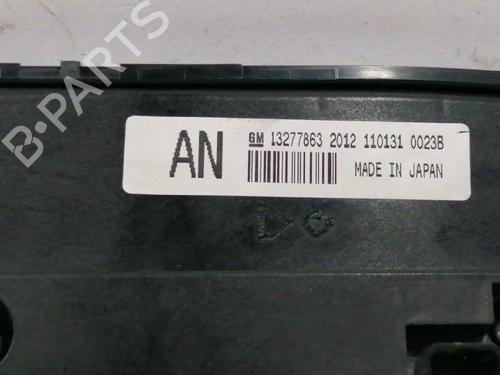 B-PARTS
AN
GM 13277863 2012 110131 0023B
MADE IN JAPAN